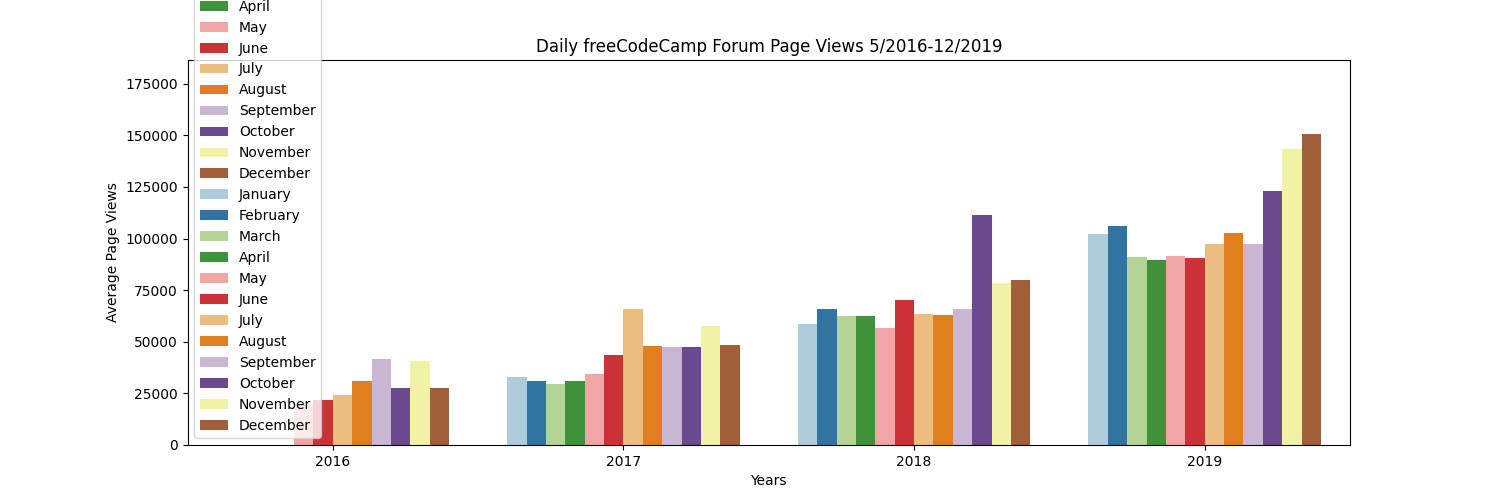 April
May
June
July
August
September
October
November
December
January
February
March
April
May
June
July
August
September
October
November
December
Daily freeCodeCamp Forum Page Views 5/2016-12/2019
Average Page Views
175000
150000
125000
100000
75000
50000
25000
0
2016
2017
2018
2019
Years